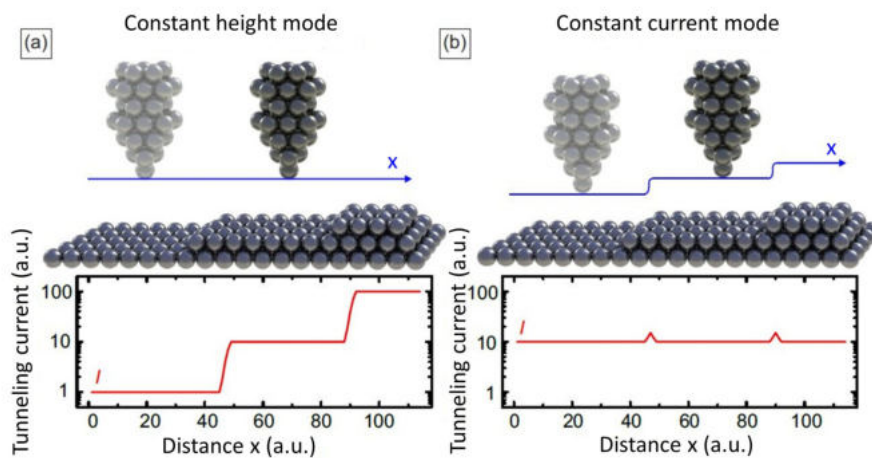 Constant height mode
(a)
x
Tunneling current (a.u.)
100
10
1
0 20 40 60 80 100
Distance x (a.u.)
Constant current mode
(b)
x
Tunneling current (a.u.)
100
10
1
0 20 40 60 80 100
Distance x (a.u.)